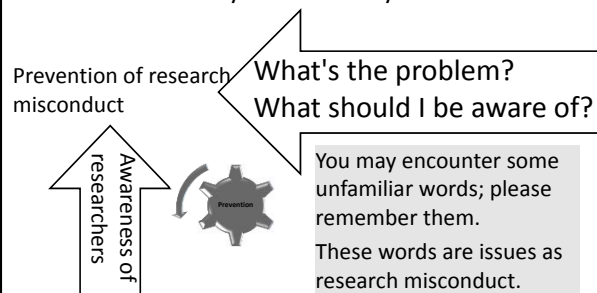 Prevention of research
misconduct
What's the problem?
What should I be aware of?
Awareness of
researchers
Prevention
You may encounter some
unfamiliar words; please
remember them.
These words are issues as
research misconduct.